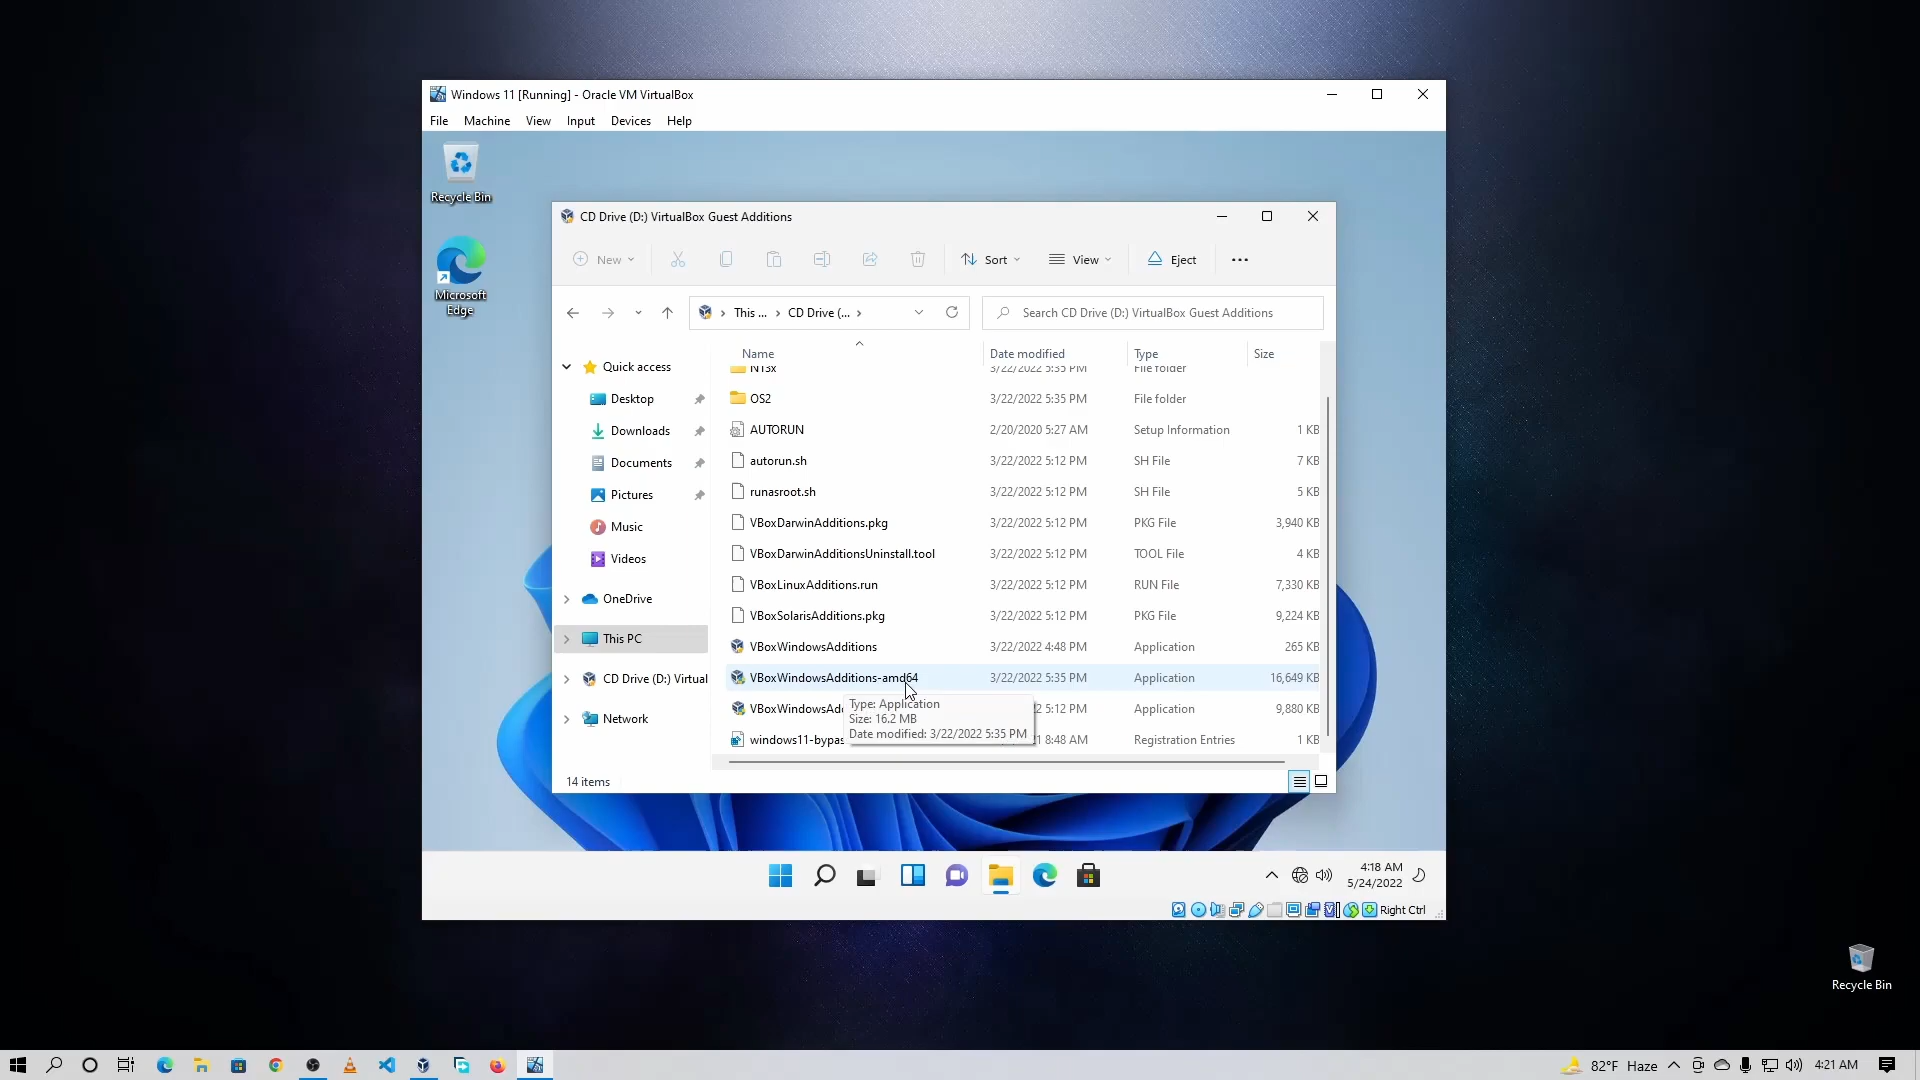 Windows 11 [Running] - Oracle VM VirtualBox
File Machine View Input Devices Help
Recycle Bin
Microsoft
Edge
CD Drive (D:) VirtualBox Guest Additions
New Sort View Eject
This ... CD Drive (...
Search CD Drive (D:) VirtualBox Guest Additions
Name Date modified Type Size
Quick access
Desktop
Downloads
Documents
Pictures
Music
Videos
OneDrive
This PC
CD Drive (D:) Virtual
Network
3/22/2022 5:35 PM File folder
OS2 3/22/2022 5:35 PM File folder
AUTORUN 2/20/2020 5:27 AM Setup Information 1 KB
autorun.sh 3/22/2022 5:12 PM SH File 7 KB
runasroot.sh 3/22/2022 5:12 PM SH File 5 KB
VBoxDarwinAdditions.pkg 3/22/2022 5:12 PM PKG File 3,940 KB
VBoxDarwinAdditionsUninstall.tool 3/22/2022 5:12 PM TOOL File 4 KB
VBoxLinuxAdditions.run 3/22/2022 5:12 PM RUN File 7,330 KB
VBoxSolarisAdditions.pkg 3/22/2022 5:12 PM PKG File 9,224 KB
VBoxWindowsAdditions 3/22/2022 4:48 PM Application 265 KB
VBoxWindowsAdditions-amd64 3/22/2022 5:35 PM Application 16,649 KB
VBoxWindowsAd 2 5:12 PM Application 9,880 KB
windows11-bypas 1 8:48 AM Registration Entries 1 KB
Type: Application
Size: 16.2 MB
Date modified: 3/22/2022 5:35 PM
14 items
4:18 AM
5/24/2022
Right Ctrl
Recycle Bin
82°F Haze 4:21 AM